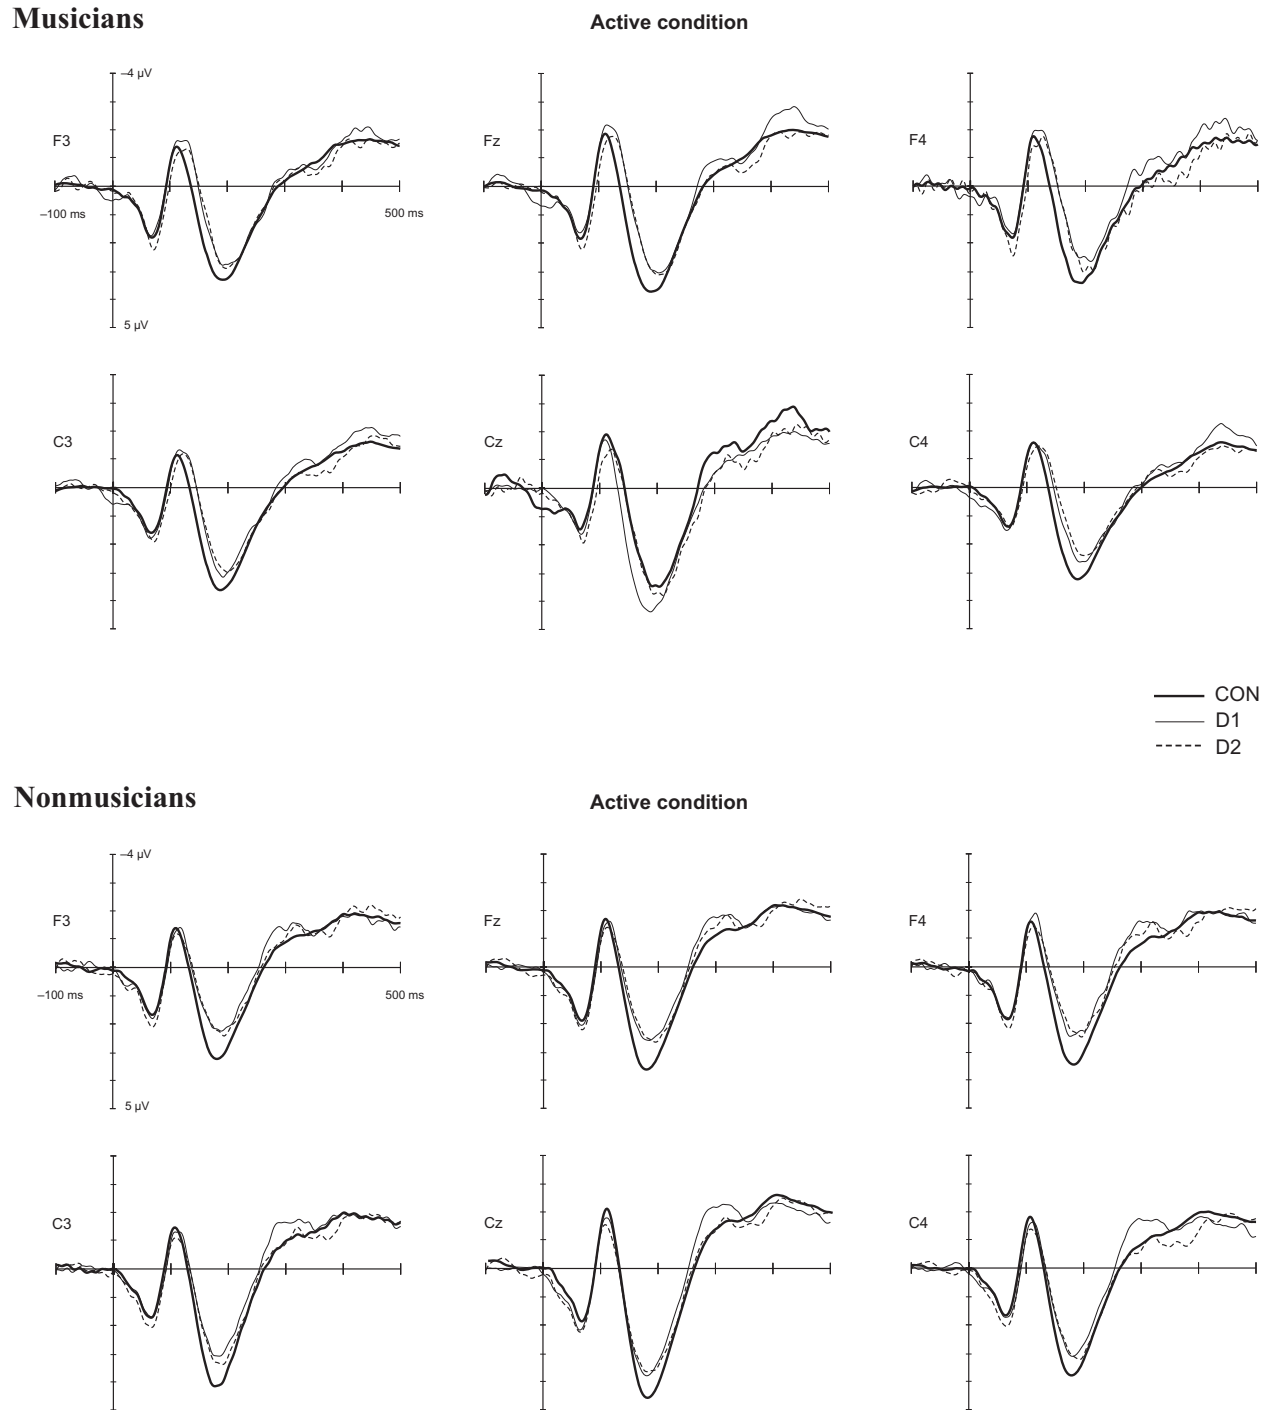 Musicians
Active condition
–4 µV
F3
Fz
F4
–100 ms
500 ms
5 µV
C3
Cz
C4
CON
D1
D2
Nonmusicians
Active condition
–4 µV
F3
Fz
F4
–100 ms
500 ms
5 µV
C3
Cz
C4